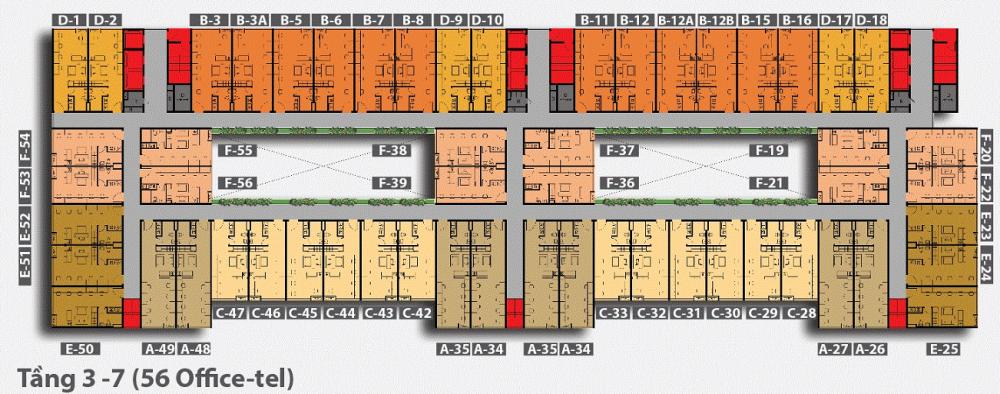 D-1 D-2 B-3 B-3A B-5 B-6 B-7 B-8 D-9 D-10 B-11 B-12 B-12A B-12B B-15 B-16 D-17 D-18
F-54
F-53
E-52
E-51
F-55 F-38 F-37 F-19
F-56 F-39 F-36 F-21
F-20
F-22
E-23
E-24
C-47 C-46 C-45 C-44 C-43 C-42 C-33 C-32 C-31 C-30 C-29 C-28
E-50 A-49 A-48 A-35 A-34 A-35 A-34 A-27 A-26 E-25
Tầng 3 -7 (56 Office-tel)